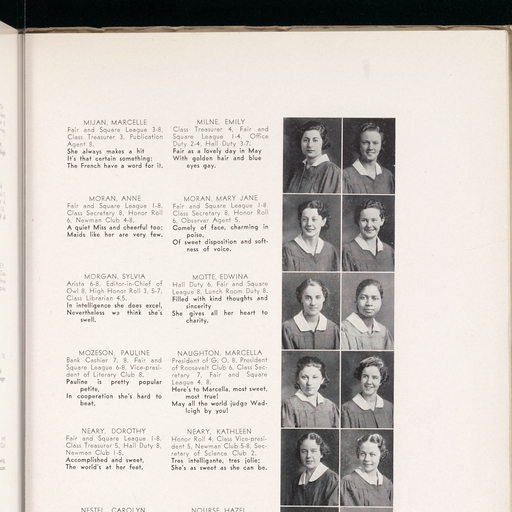 MIJAN, MARCELLE
Fair and Square League 3-8,
Class Treasurer 3, Publication
Agent 8.
She always makes a hit
It's that certain something;
The French have a word for it.
MILNE, EMILY
Class Treasurer 4, Fair and
Square League 1-4, Office
Duty 2-4, Hall Duty 3-7.
Fair as a lovely day in May
With golden hair and blue
eyes gay.
MORAN, ANNE
Fair and Square League 1-8,
Class Secretary 8, Honor Roll
6, Newman Club 4-8.
A quiet Miss and cheerful too;
Maids like her are very few.
MORAN, MARY JANE
Fair and Square League 1-8,
Class Secretary 8, Honor Roll
6, Observer Agent 5.
Comely of face, charming in
poise,
Of sweet disposition and soft-
ness of voice.
MORGAN, SYLVIA
Arista 6-8, Editor-in-Chief of
Owl 8, High Honor Roll 3, 5-7,
Class Librarian 4,5.
In intelligence she does excel,
Nevertheless we think she's
swell.
MOTTE, EDWINA
Hall Duty 6, Fair and Square
League 8, Lunch Room Duty 8.
Filled with kind thoughts and
sincerity
She gives all her heart to
charity.
MOZESON, PAULINE
Bank Cashier 7, 8, Fair and
Square League 6-8, Vice-presi-
dent of Literary Club 8.
Pauline is pretty popular
petite,
In cooperation she's hard to
beat.
NAUGHTON, MARCELLA
President of G. O. 8, President
of Roosevelt Club 6, Class Sec-
retary 7, Fair and Square
League 4, 8.
Here's to Marcella, most sweet,
most true!
May all the world judge Wad-
leigh by you!
NEARY, DOROTHY
Fair and Square League 1-8,
Class Treasurer 5, Hall Duty 8,
Newman Club 1-5.
Accomplished and sweet,
The world's at her feet.
NEARY, KATHLEEN
Honor Roll 4, Class Vice-presi-
dent 5, Newman Club 5-8, Sec-
retary of Science Club 2.
Tres intelligente, tres jolie;
She's as sweet as she can be.
NESTEL, CAROLYN
NOURSE, HAZEL